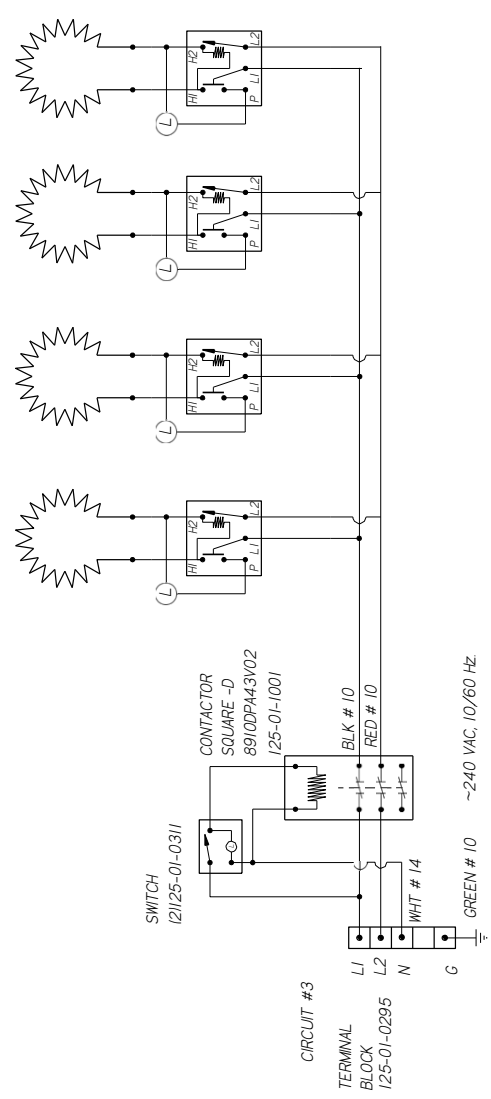 CIRCUIT #3
TERMINAL
BLOCK
125-01-0295
L1
L2
N
G
SWITCH
121125-01-0311
L
CONTACTOR
SQUARE -D
8910DPA43V02
125-01-1001
BLK # 10
RED # 10
WHT # 14
GREEN # 10
~240 VAC, 10/60 Hz.
L
H1
H2
P
L1
L2
L
H1
H2
P
L1
L2
L
H1
H2
P
L1
L2
L
H1
H2
P
L1
L2